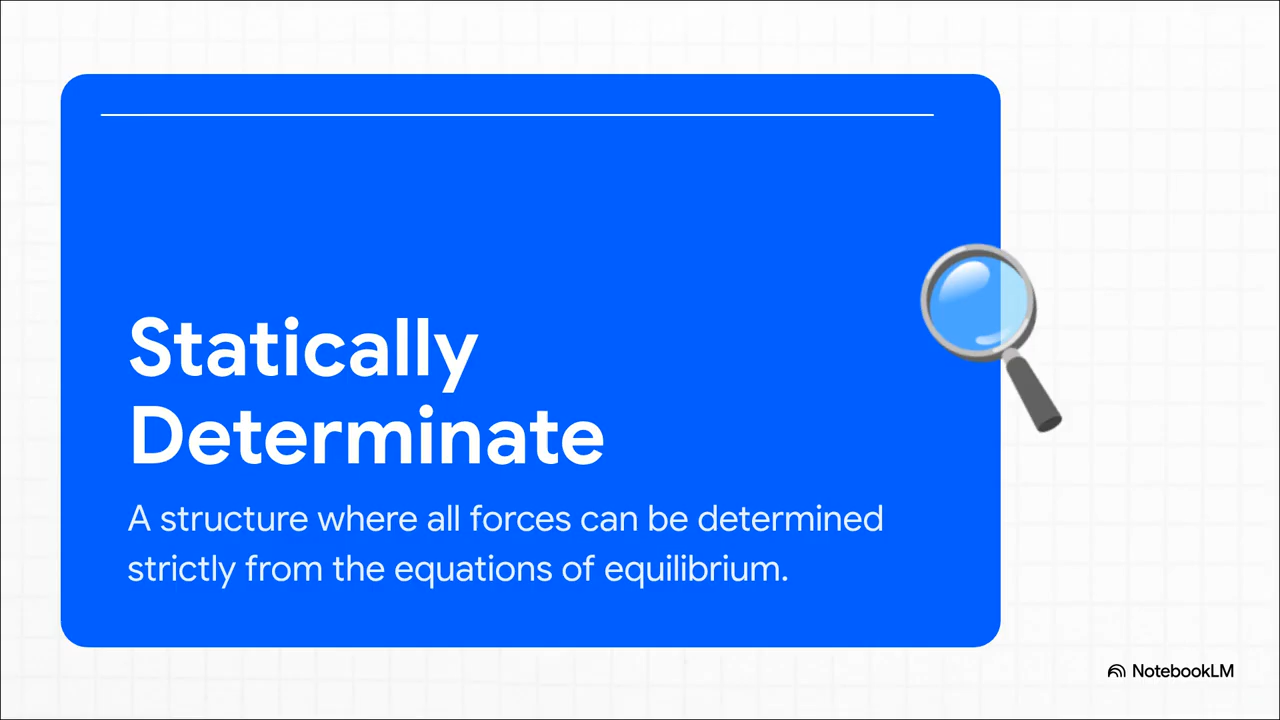 Statically
Determinate
A structure where all forces can be determined
strictly from the equations of equilibrium.
NotebookLM